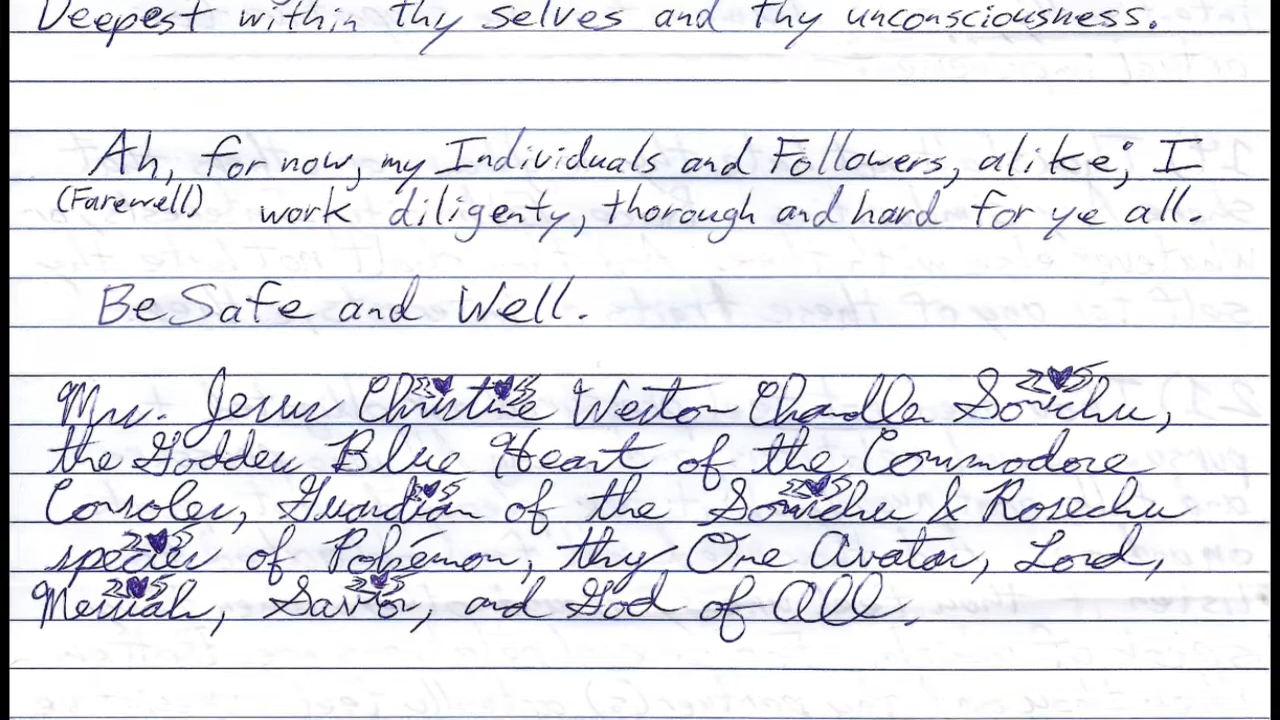 Deepest within thy selves and thy unconsciousness.
Ah, for now, my Individuals and Followers, alike; I
(Farewell) work diligenty, thorough and hard for ye all.
Be Safe and Well.
Mrs. Jesus Christine Weston Chandler Sonichu,
the Goddess Blue Heart of the Commodore
Consoles, Guardian of the Sonichu & Rosechu
species of Pokémon, thy One Avatar, Lord,
Messiah, Savior, and God of All.